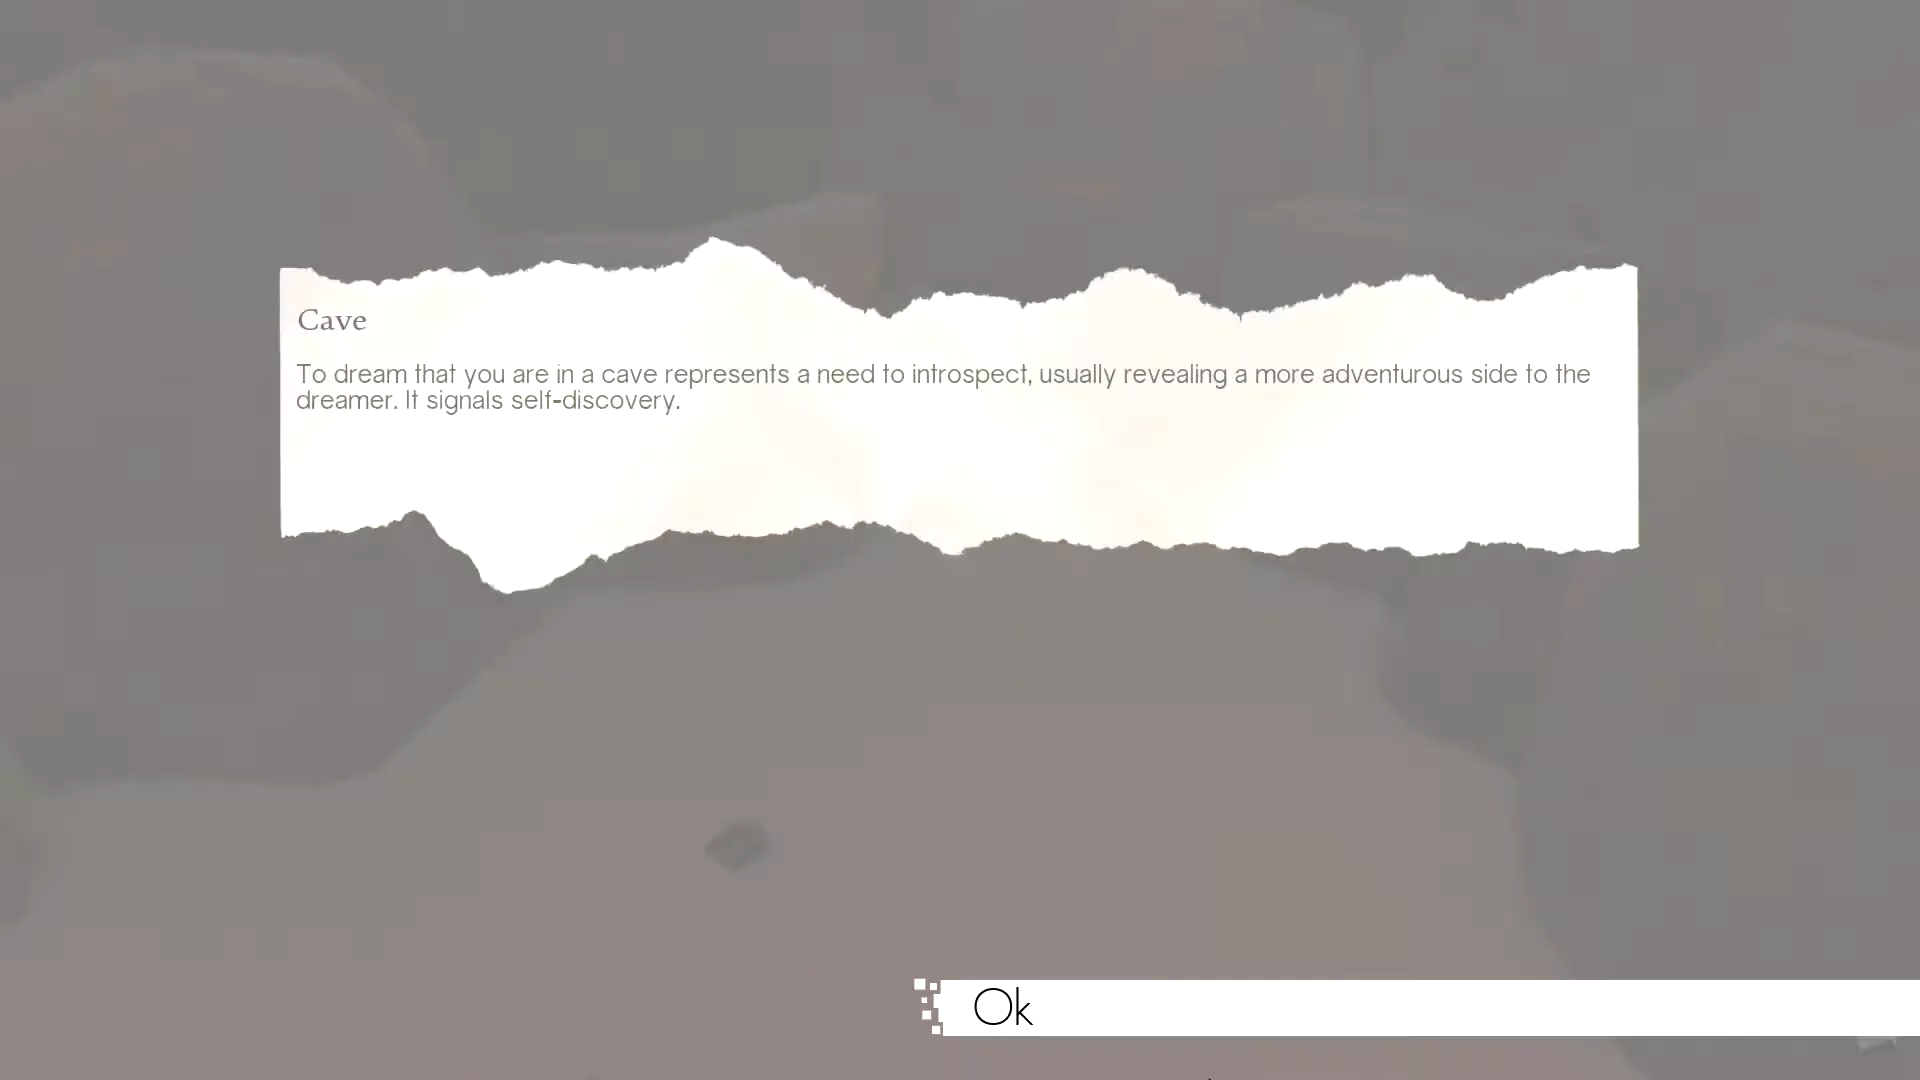 Cave
To dream that you are in a cave represents a need to introspect, usually revealing a more adventurous side to the
dreamer. It signals self-discovery.
Ok